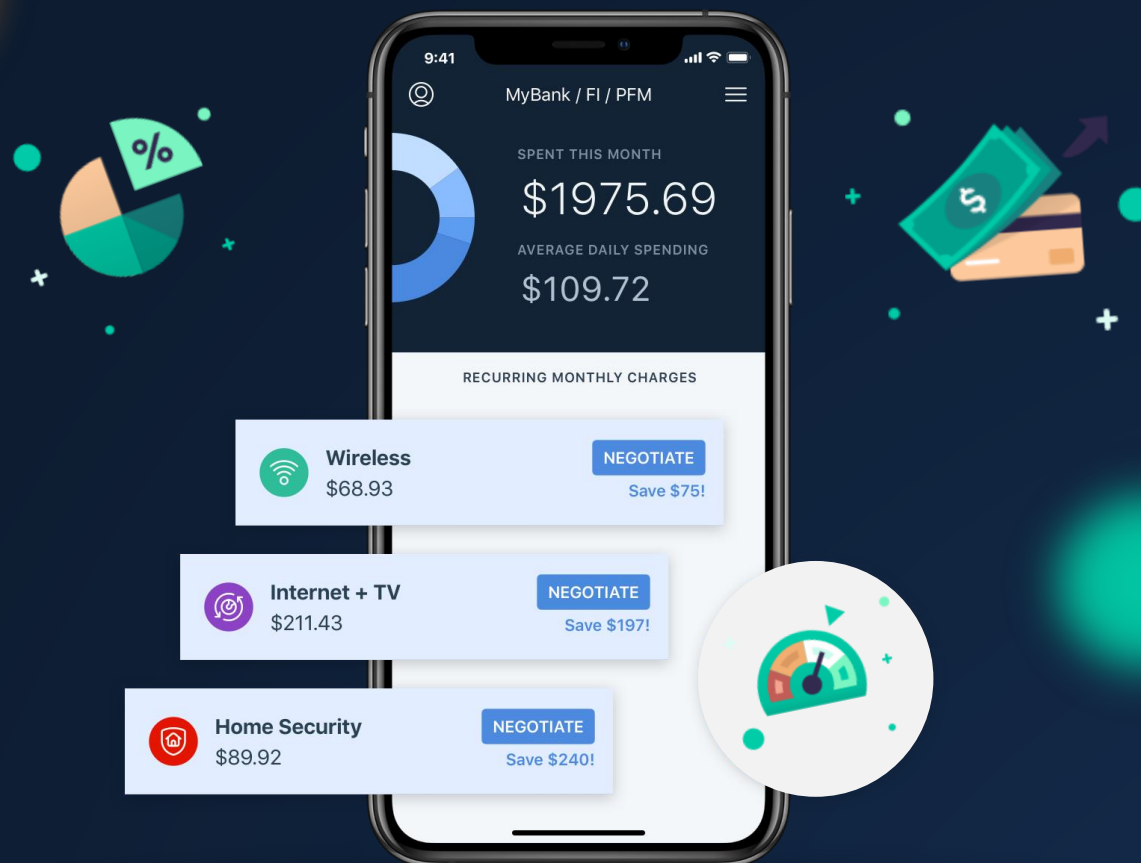 9:41
MyBank / FI / PFM
%
SPENT THIS MONTH
$1975.69
$
AVERAGE DAILY SPENDING
$109.72
RECURRING MONTHLY CHARGES
Wireless
NEGOTIATE
$68.93
Save $75!
Internet + TV
NEGOTIATE
$211.43
Save $197!
Home Security
NEGOTIATE
$89.92
Save $240!